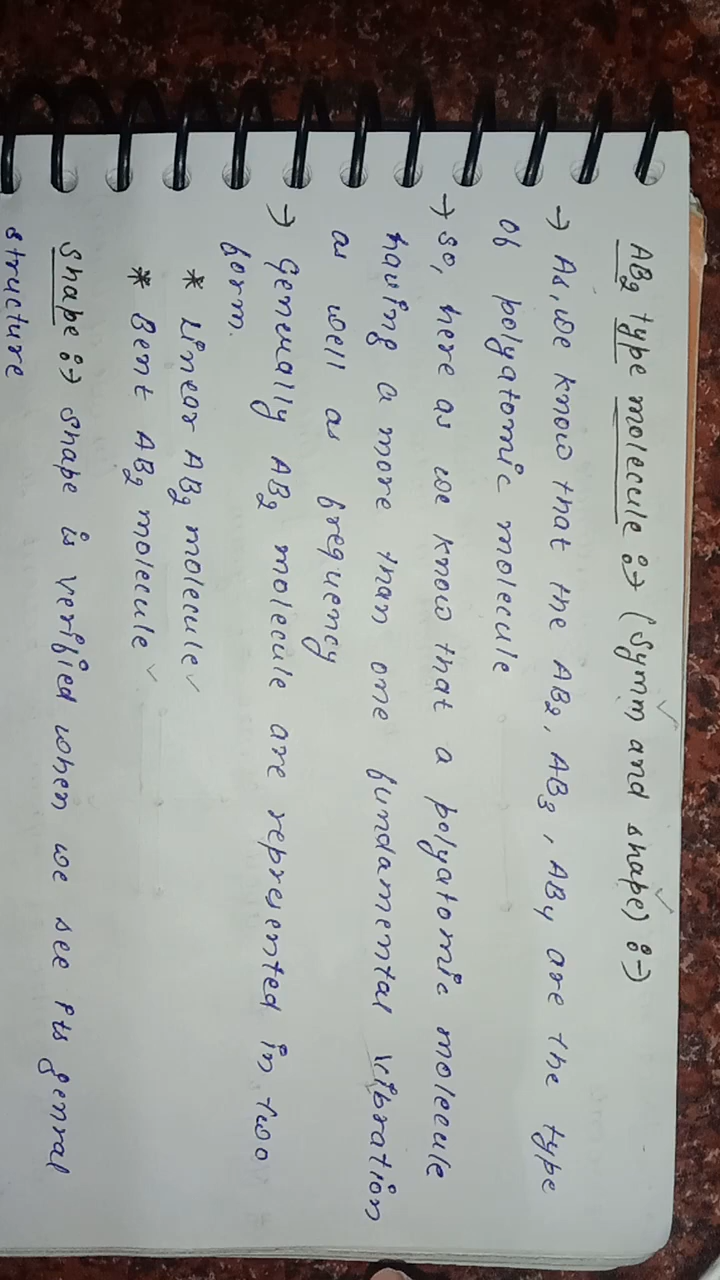 AB2 type molecule :→ (Symm and shape) :→
→ As, we know that the AB2, AB3, AB4 are the type
of polyatomic molecule
→ so, here as we know that a polyatomic molecule
having a more than one fundamental vibration
as well as frequency
→ generally AB2 molecule are represented in two
form.
* Linear AB2 molecule ✓
* Bent AB2 molecule ✓
shape :→ shape is verified when we see its genral
structure